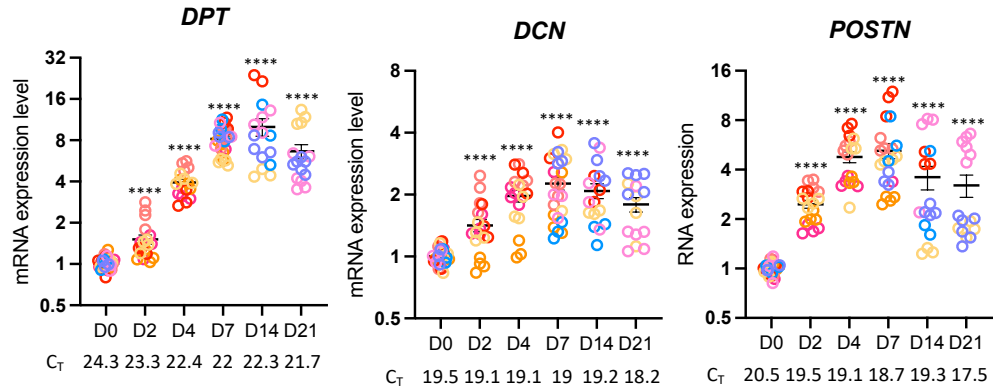 DPT
mRNA expression level
32
16
8
4
2
1
0.5
****
****
****
****
****
D0 D2 D4 D7 D14 D21
CT 24.3 23.3 22.4 22 22.3 21.7
DCN
mRNA expression level
8
4
2
1
0.5
****
****
****
****
****
D0 D2 D4 D7 D14 D21
CT 19.5 19.1 19.1 19 19.2 18.2
POSTN
RNA expression
16
8
4
2
1
0.5
****
****
****
****
****
D0 D2 D4 D7 D14 D21
CT 20.5 19.5 19.1 18.7 19.3 17.5